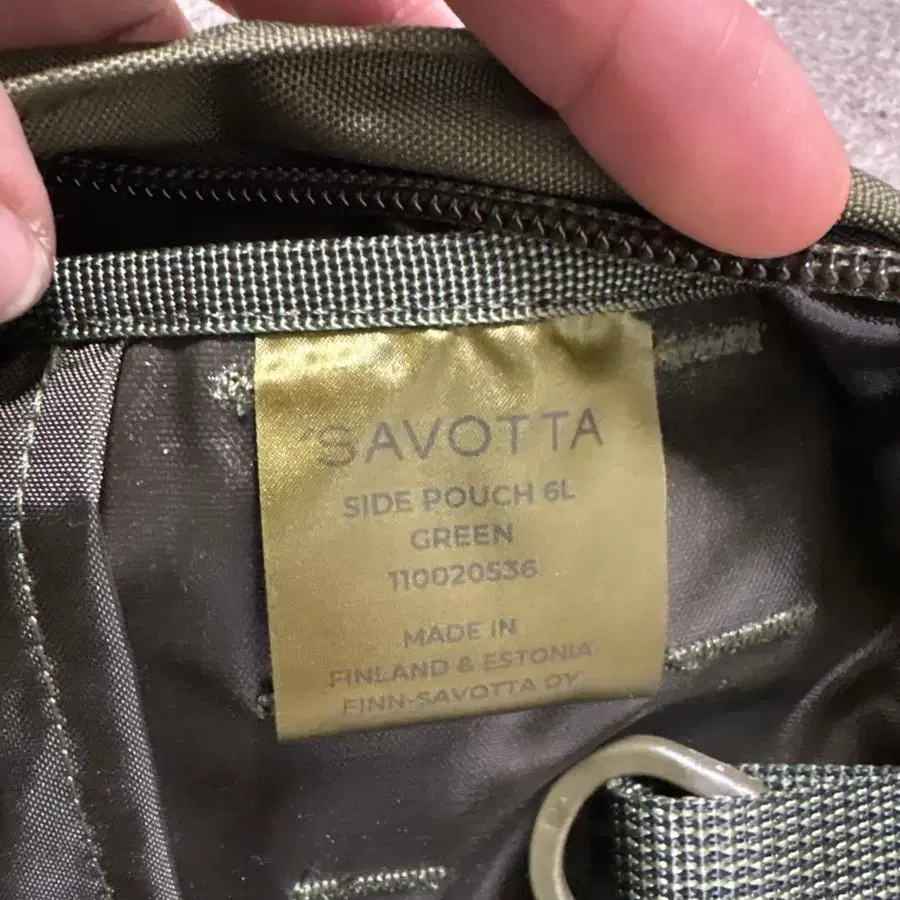 'SAVOTTA
SIDE POUCH 6L
GREEN
110020536
MADE IN
FINLAND & ESTONIA
FINN-SAVOTTA OY